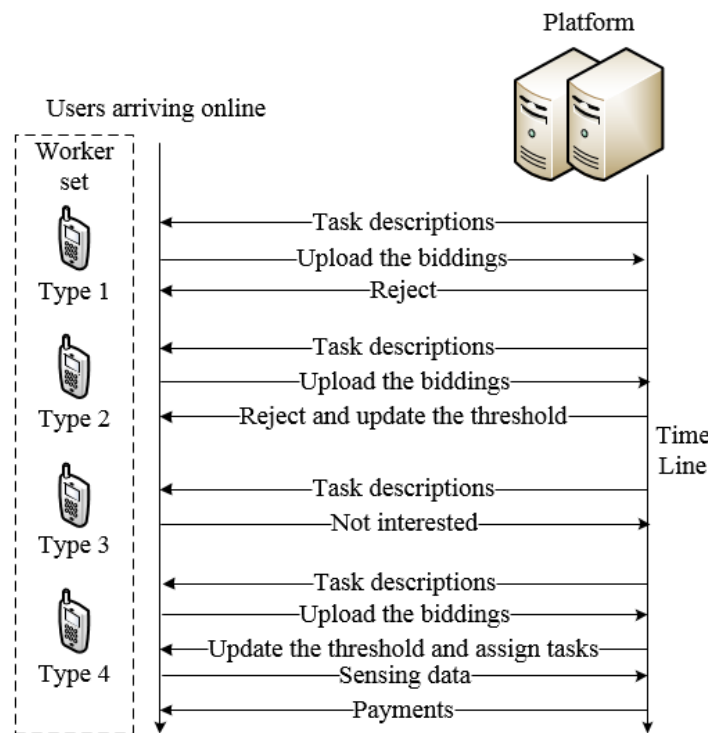 Platform
Users arriving online
Worker
set
Task descriptions
Upload the biddings
Type 1
Reject
Task descriptions
Upload the biddings
Type 2
Reject and update the threshold
Time
Line
Task descriptions
Not interested
Type 3
Task descriptions
Upload the biddings
Update the threshold and assign tasks
Type 4
Sensing data
Payments